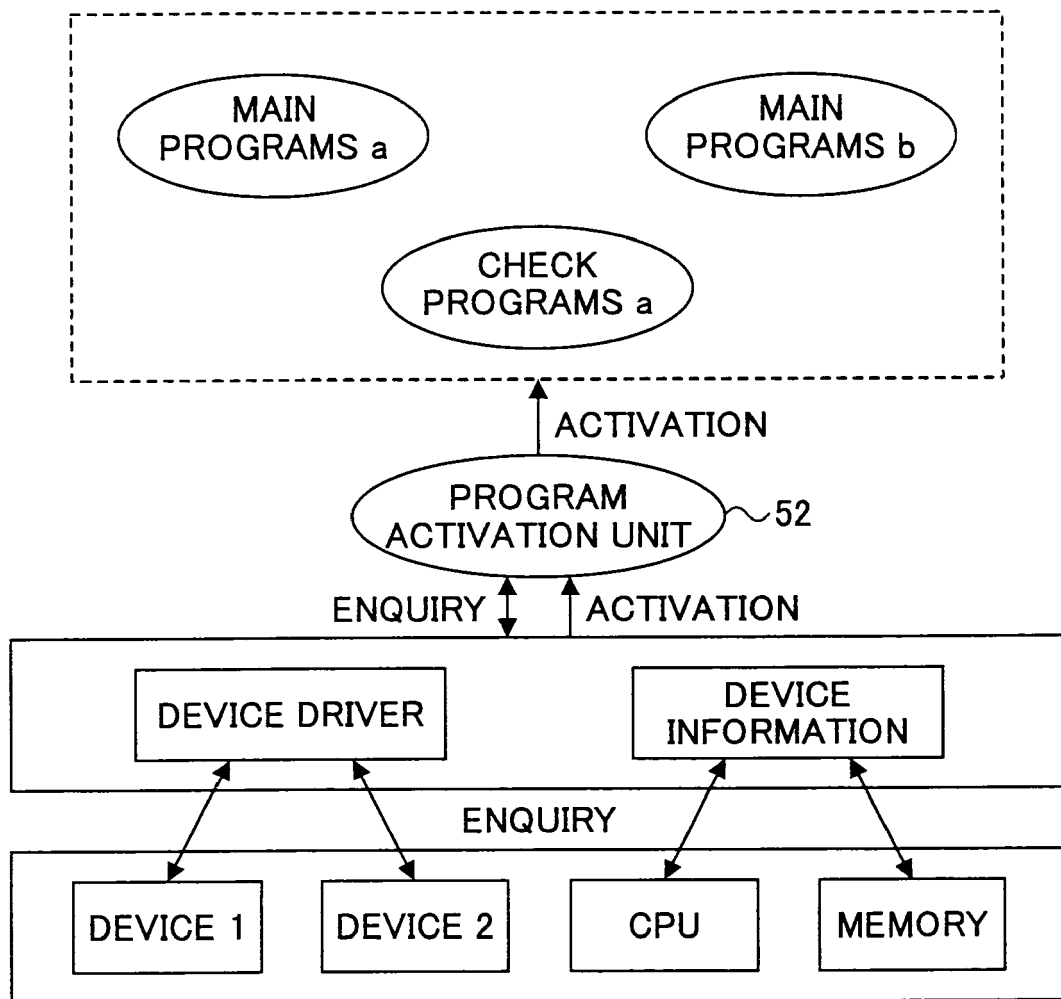 MAIN
PROGRAMS a
MAIN
PROGRAMS b
CHECK
PROGRAMS a
ACTIVATION
PROGRAM
ACTIVATION UNIT
52
ENQUIRY
ACTIVATION
DEVICE DRIVER
DEVICE
INFORMATION
ENQUIRY
DEVICE 1
DEVICE 2
CPU
MEMORY